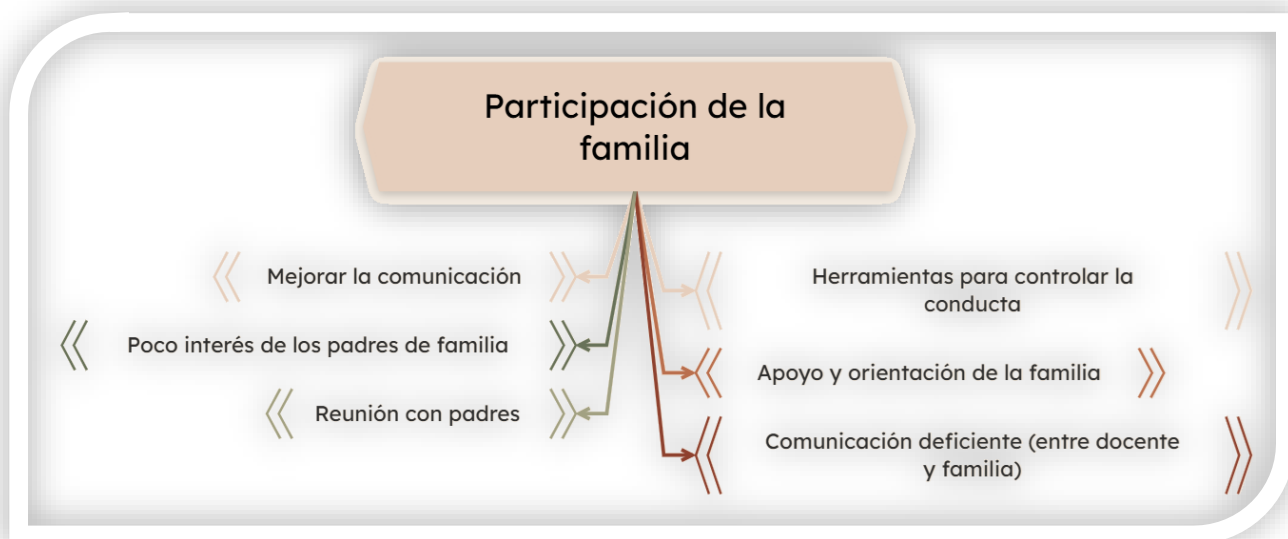 Participación de la
familia
Mejorar la comunicación
Poco interés de los padres de familia
Reunión con padres
Herramientas para controlar la
conducta
Apoyo y orientación de la familia
Comunicación deficiente (entre docente
y familia)